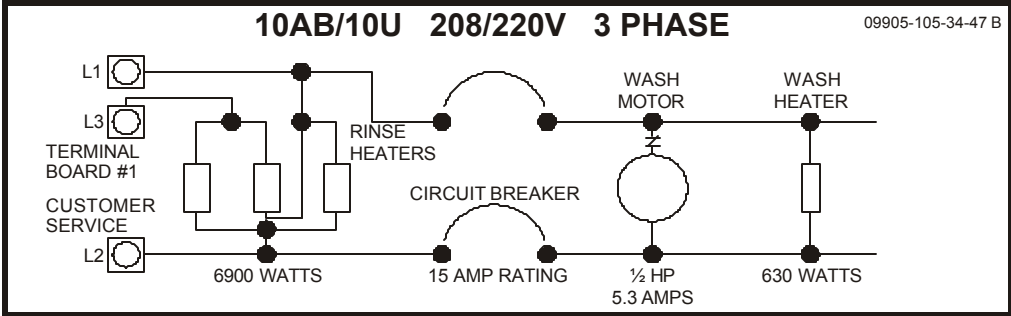 10AB/10U 208/220V 3 PHASE
09905-105-34-47 B
L1
L3
TERMINAL
BOARD #1
CUSTOMER
SERVICE
L2
RINSE
HEATERS
6900 WATTS
CIRCUIT BREAKER
15 AMP RATING
WASH
MOTOR
½ HP
5.3 AMPS
WASH
HEATER
630 WATTS